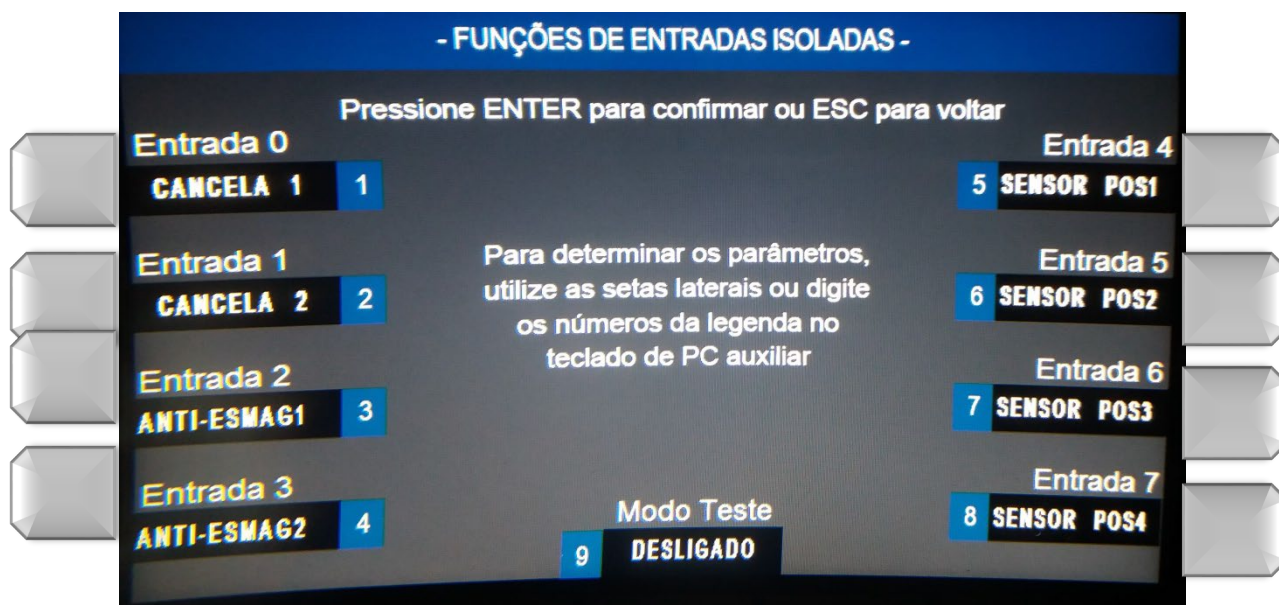 - FUNÇÕES DE ENTRADAS ISOLADAS -
Pressione ENTER para confirmar ou ESC para voltar
Entrada 0
CANCELA 1 1
Entrada 1
CANCELA 2 2
Entrada 2
ANTI-ESMAG1 3
Entrada 3
ANTI-ESMAG2 4
Para determinar os parâmetros,
utilize as setas laterais ou digite
os números da legenda no
teclado de PC auxiliar
Modo Teste
9 DESLIGADO
Entrada 4
5 SENSOR POS1
Entrada 5
6 SENSOR POS2
Entrada 6
7 SENSOR POS3
Entrada 7
8 SENSOR POS4